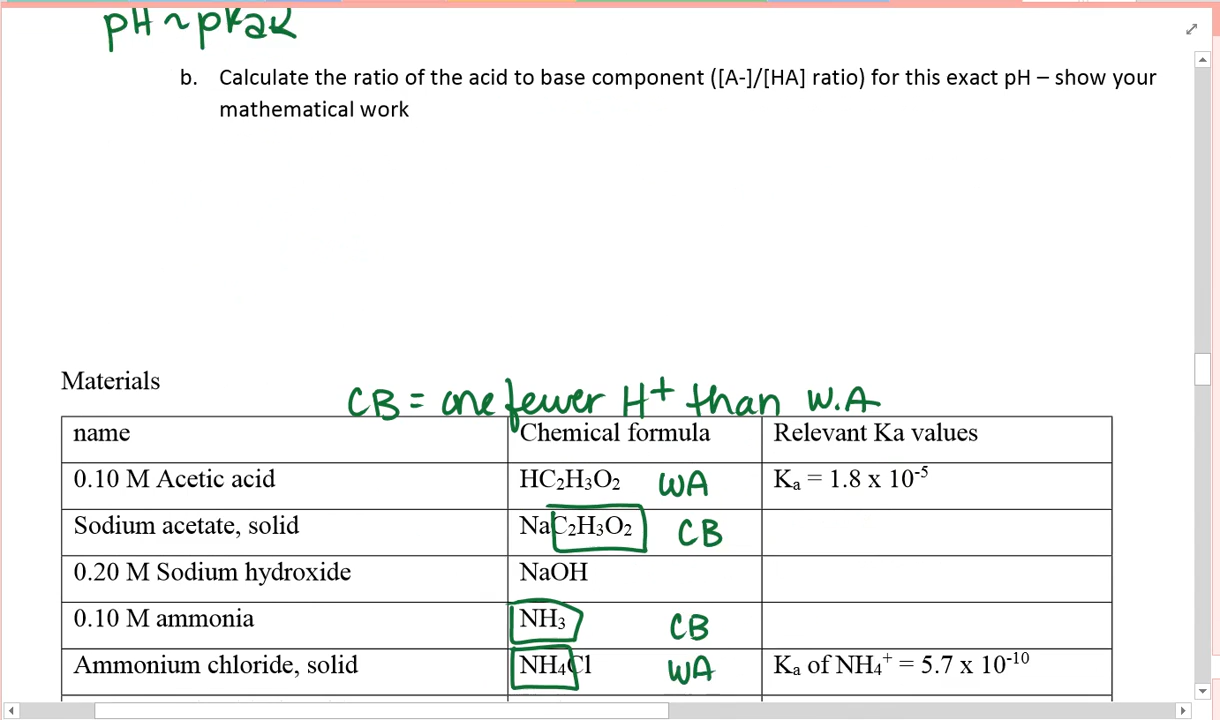 pH ~ pKa
b. Calculate the ratio of the acid to base component ([A-]/[HA] ratio) for this exact pH – show your
mathematical work
Materials
CB = one fewer H+ than W.A
name Chemical formula Relevant Ka values
0.10 M Acetic acid HC2H3O2 WA Ka = 1.8 x 10-5
Sodium acetate, solid NaC2H3O2 CB
0.20 M Sodium hydroxide NaOH
0.10 M ammonia NH3 CB
Ammonium chloride, solid NH4Cl WA Ka of NH4+ = 5.7 x 10-10